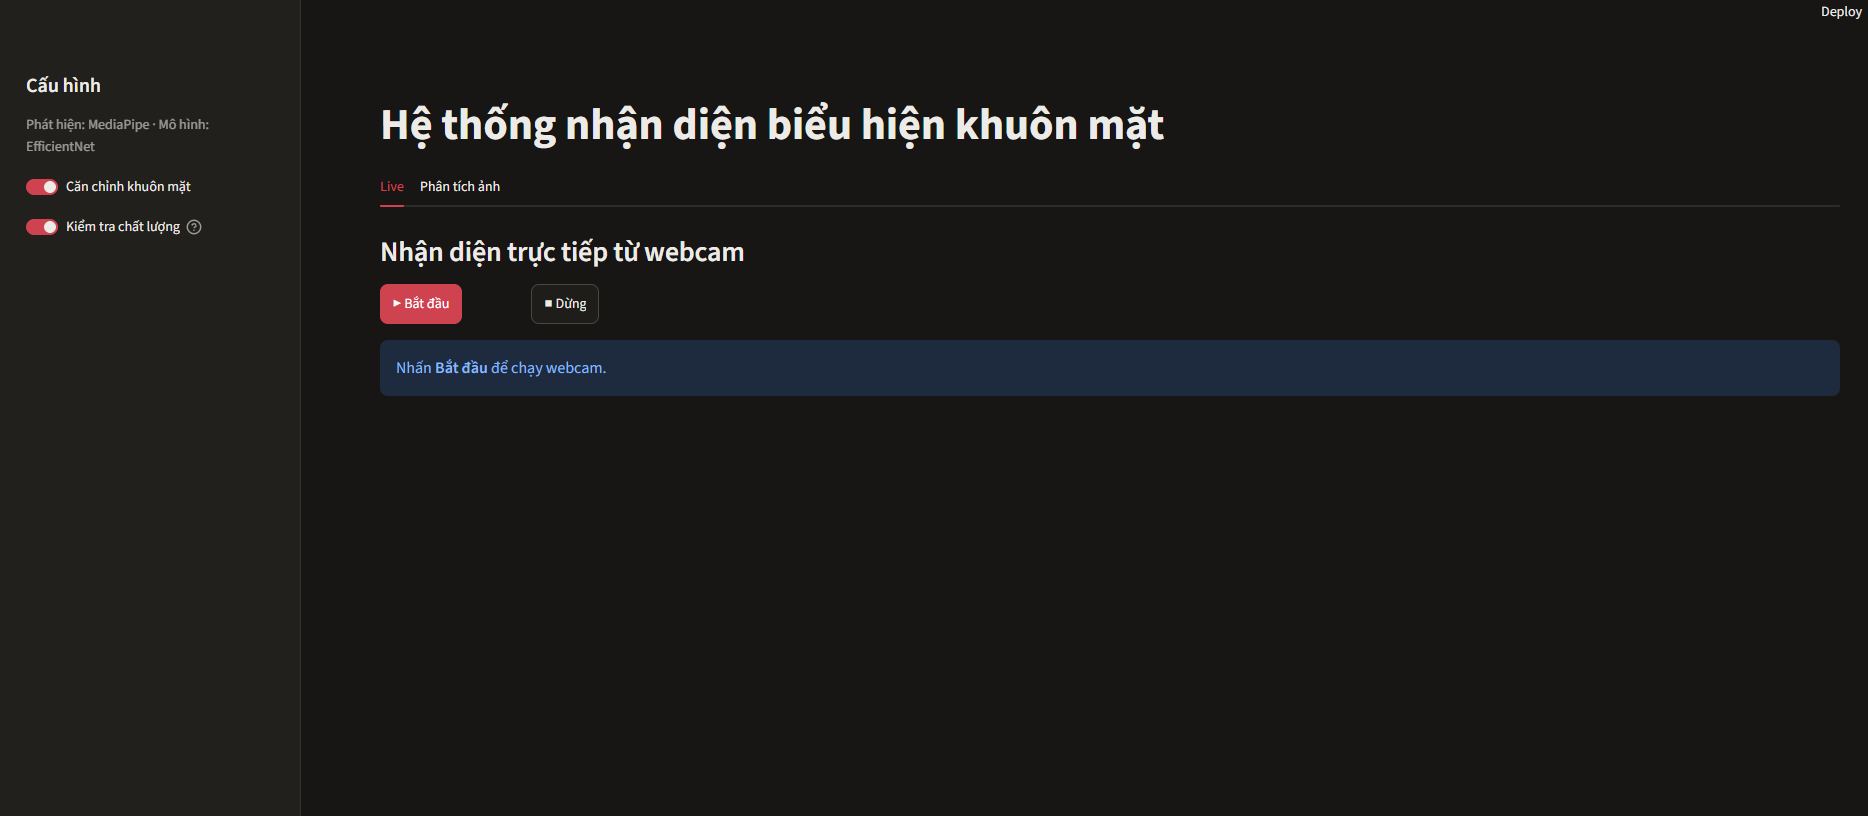 Deploy
Cấu hình
Phát hiện: MediaPipe · Mô hình:
EfficientNet
Căn chỉnh khuôn mặt
Kiểm tra chất lượng
Hệ thống nhận diện biểu hiện khuôn mặt
Live Phân tích ảnh
Nhận diện trực tiếp từ webcam
Bắt đầu Dừng
Nhấn Bắt đầu để chạy webcam.